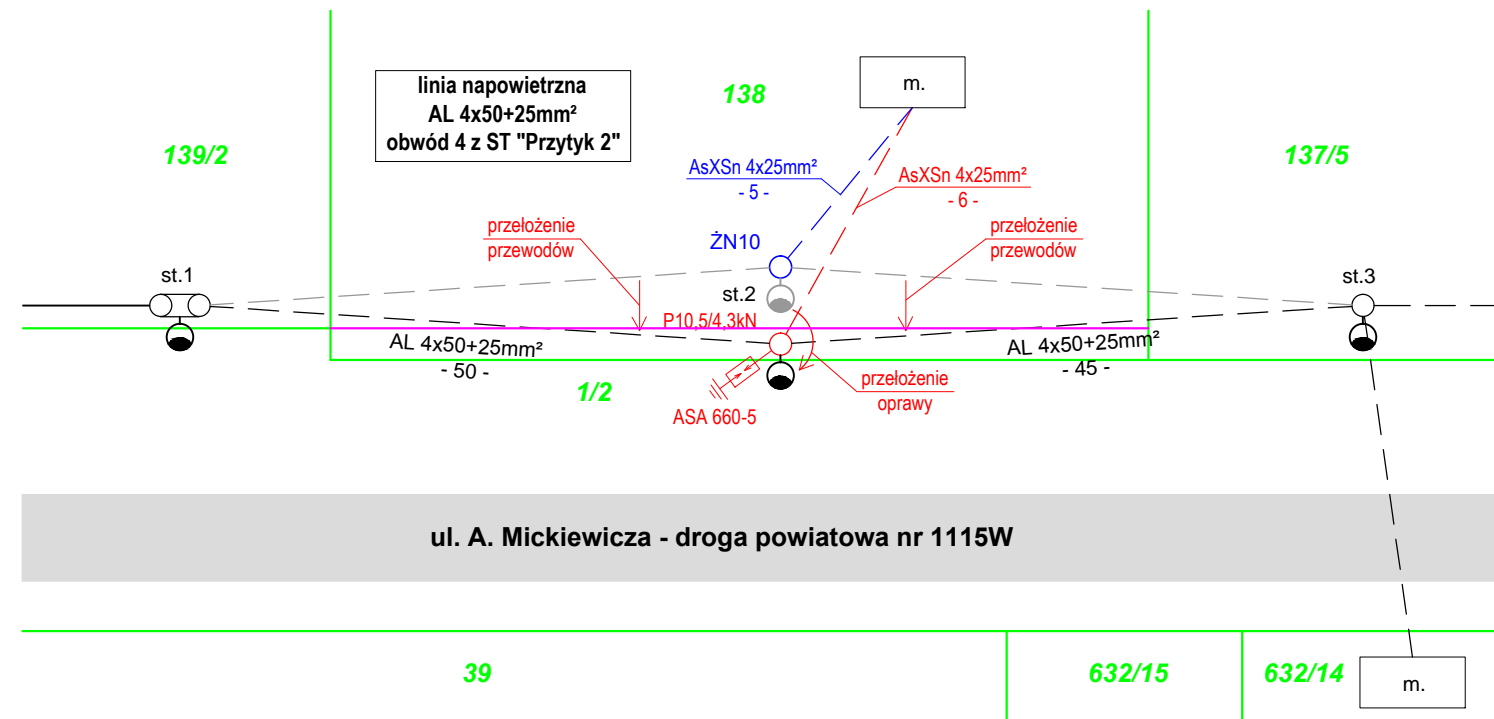 linia napowietrzna
AL 4x50+25mm²
obwód 4 z ST "Przytyk 2"
138
m.
139/2
137/5
AsXSn 4x25mm²
- 5 -
AsXSn 4x25mm²
- 6 -
przełożenie
przewodów
ŻN10
przełożenie
przewodów
st.1
st.2
st.3
P10,5/4,3kN
AL 4x50+25mm²
- 50 -
AL 4x50+25mm²
- 45 -
1/2
ASA 660-5
przełożenie
oprawy
ul. A. Mickiewicza - droga powiatowa nr 1115W
39
632/15
632/14
m.